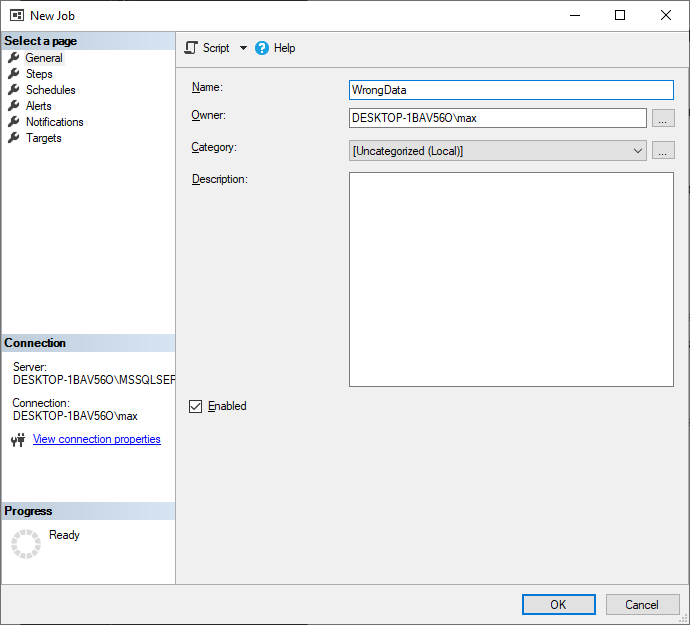 New Job
Select a page
General
Steps
Schedules
Alerts
Notifications
Targets
Script
Help
Name:
WrongData
Owner:
DESKTOP-1BAV56O\max
...
Category:
[Uncategorized (Local)]
...
Description:
Enabled
Connection
Server:
DESKTOP-1BAV56O\MSSQLSEF
Connection:
DESKTOP-1BAV56O\max
View connection properties
Progress
Ready
OK
Cancel